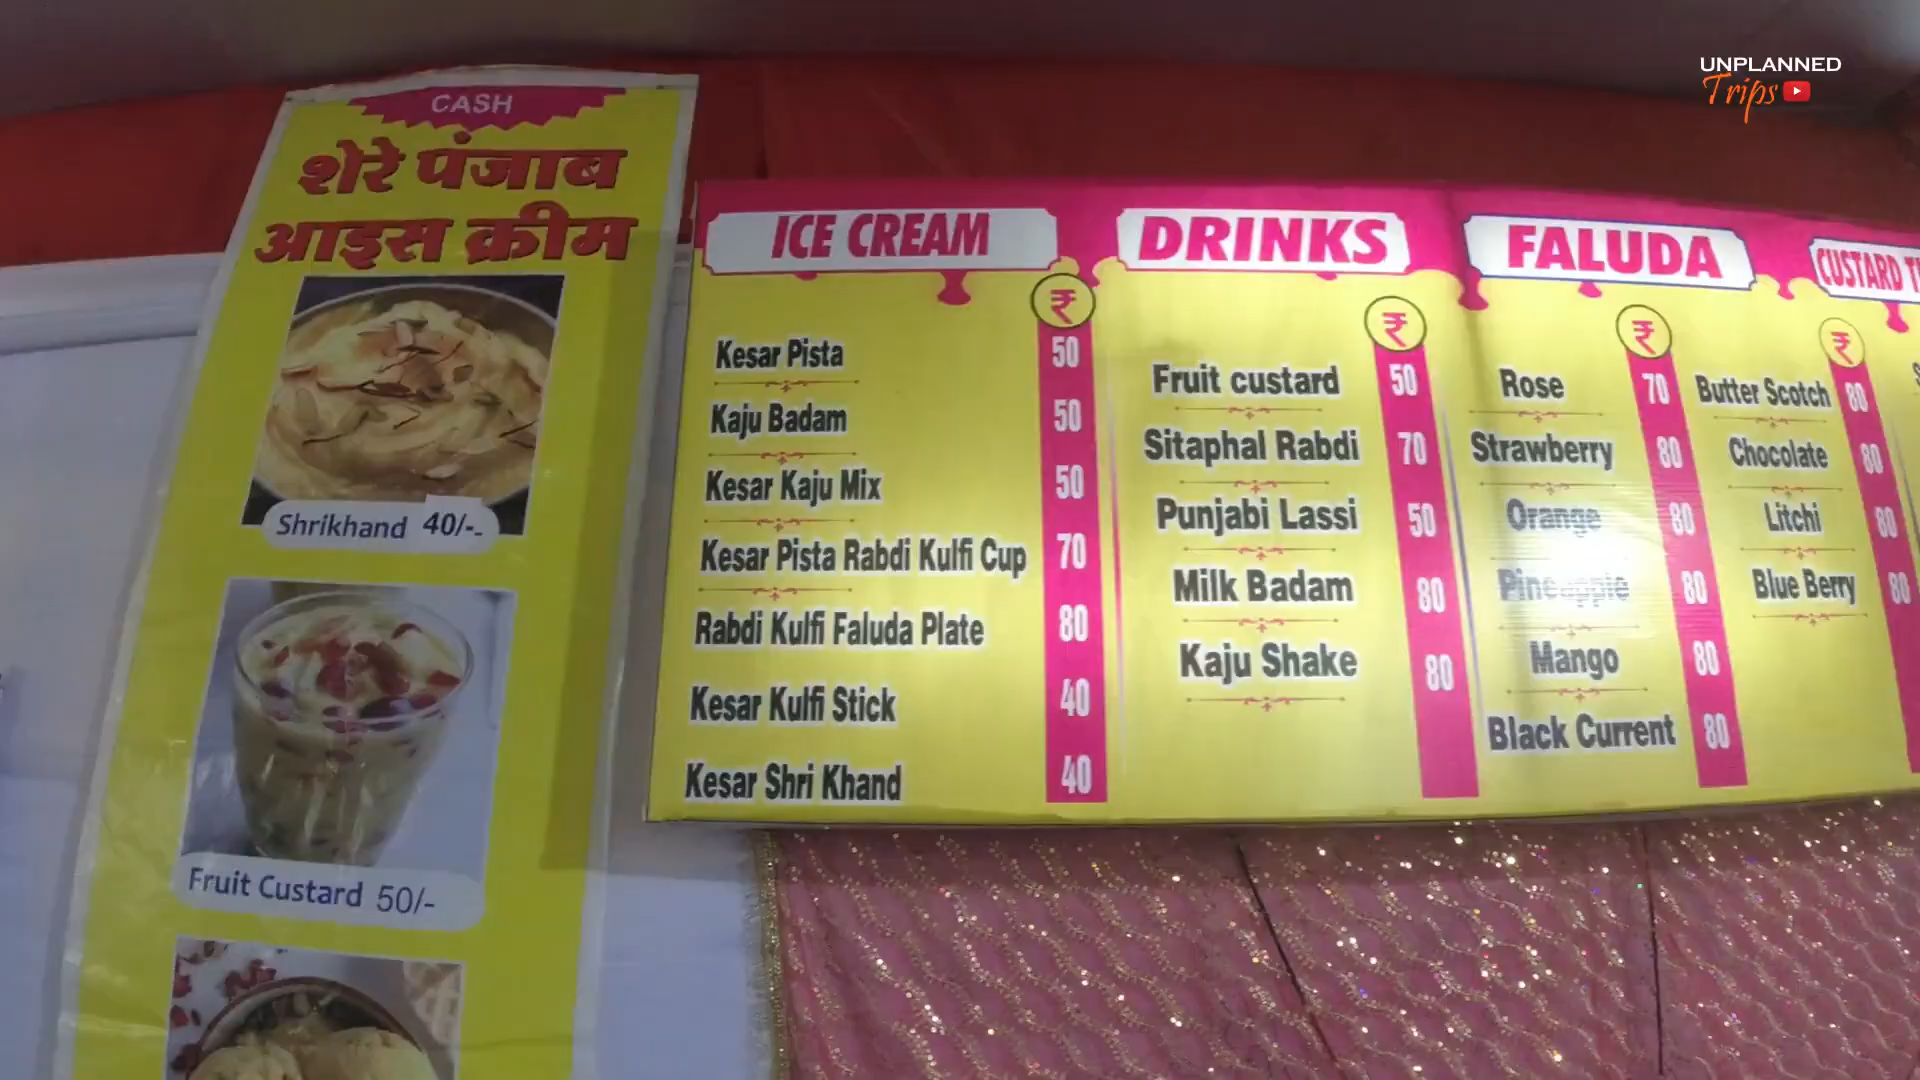 UNPLANNED
Trips
CASH
शेरे पंजाब
आइस क्रीम
Shrikhand 40/-
Fruit Custard 50/-
ICE CREAM
₹
Kesar Pista 50
Kaju Badam 50
Kesar Kaju Mix 50
Kesar Pista Rabdi Kulfi Cup 70
Rabdi Kulfi Faluda Plate 80
Kesar Kulfi Stick 40
Kesar Shri Khand 40
DRINKS
₹
Fruit custard 50
Sitaphal Rabdi 70
Punjabi Lassi 50
Milk Badam 80
Kaju Shake 80
FALUDA
₹
Rose 70
Strawberry 80
Orange 80
Pineapple 80
Mango 80
Black Current 80
₹
Butter Scotch 80
Chocolate 80
Litchi 80
Blue Berry 80
CUSTARD